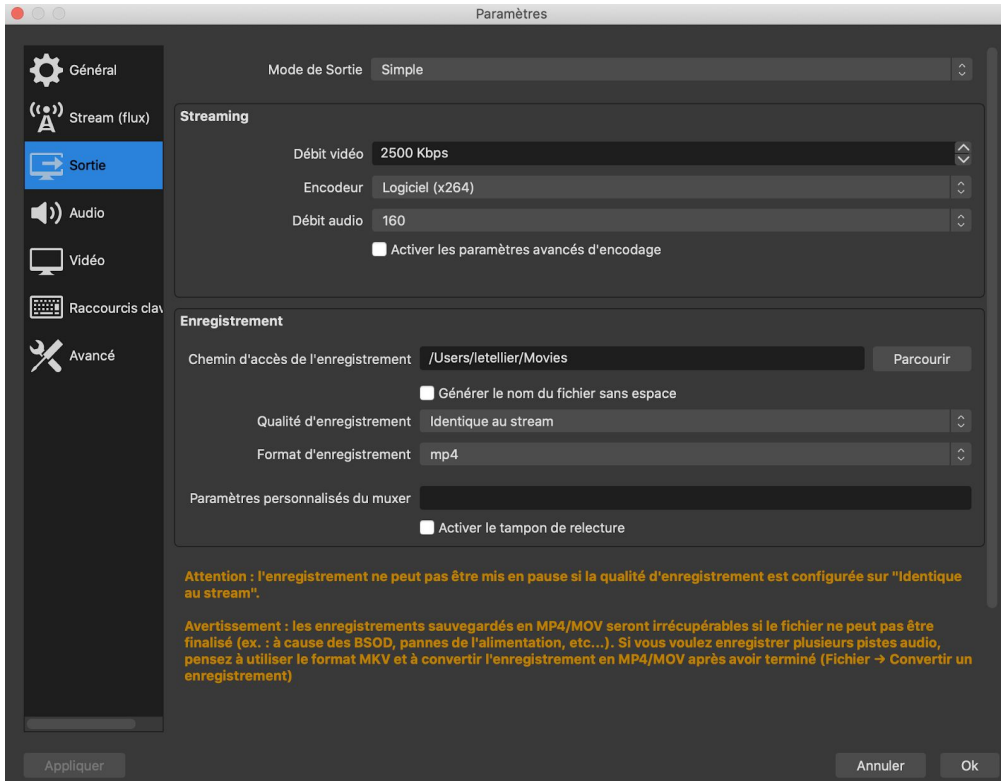 Paramètres
Général
Stream (flux)
Sortie
Audio
Vidéo
Raccourcis clav
Avancé
Mode de Sortie Simple
Streaming
Débit vidéo 2500 Kbps
Encodeur Logiciel (x264)
Débit audio 160
Activer les paramètres avancés d'encodage
Enregistrement
Chemin d'accès de l'enregistrement /Users/letellier/Movies Parcourir
Générer le nom du fichier sans espace
Qualité d'enregistrement Identique au stream
Format d'enregistrement mp4
Paramètres personnalisés du muxer
Activer le tampon de relecture
Attention : l'enregistrement ne peut pas être mis en pause si la qualité d'enregistrement est configurée sur "Identique
au stream".
Avertissement : les enregistrements sauvegardés en MP4/MOV seront irrécupérables si le fichier ne peut pas être
finalisé (ex. : à cause des BSOD, pannes de l'alimentation, etc...). Si vous voulez enregistrer plusieurs pistes audio,
pensez à utiliser le format MKV et à convertir l'enregistrement en MP4/MOV après avoir terminé (Fichier → Convertir un
enregistrement)
Appliquer Annuler Ok